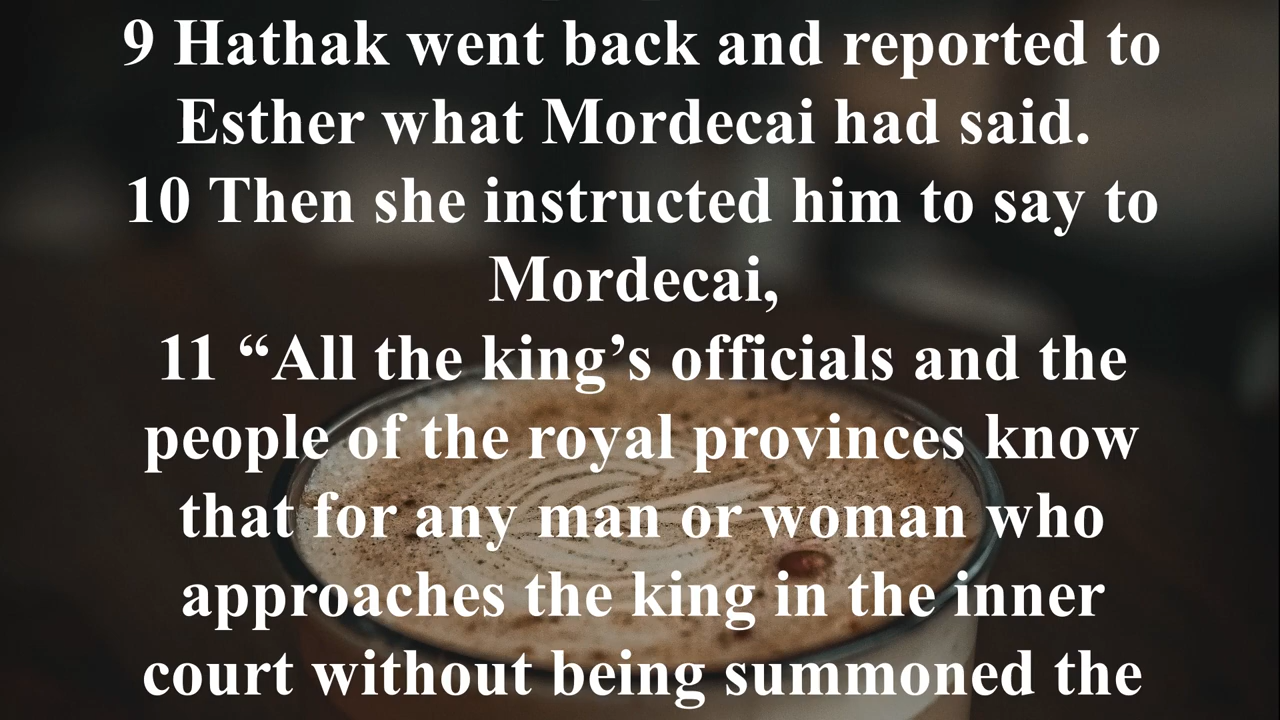 9 Hathak went back and reported to
Esther what Mordecai had said.
10 Then she instructed him to say to
Mordecai,
11 “All the king’s officials and the
people of the royal provinces know
that for any man or woman who
approaches the king in the inner
court without being summoned the